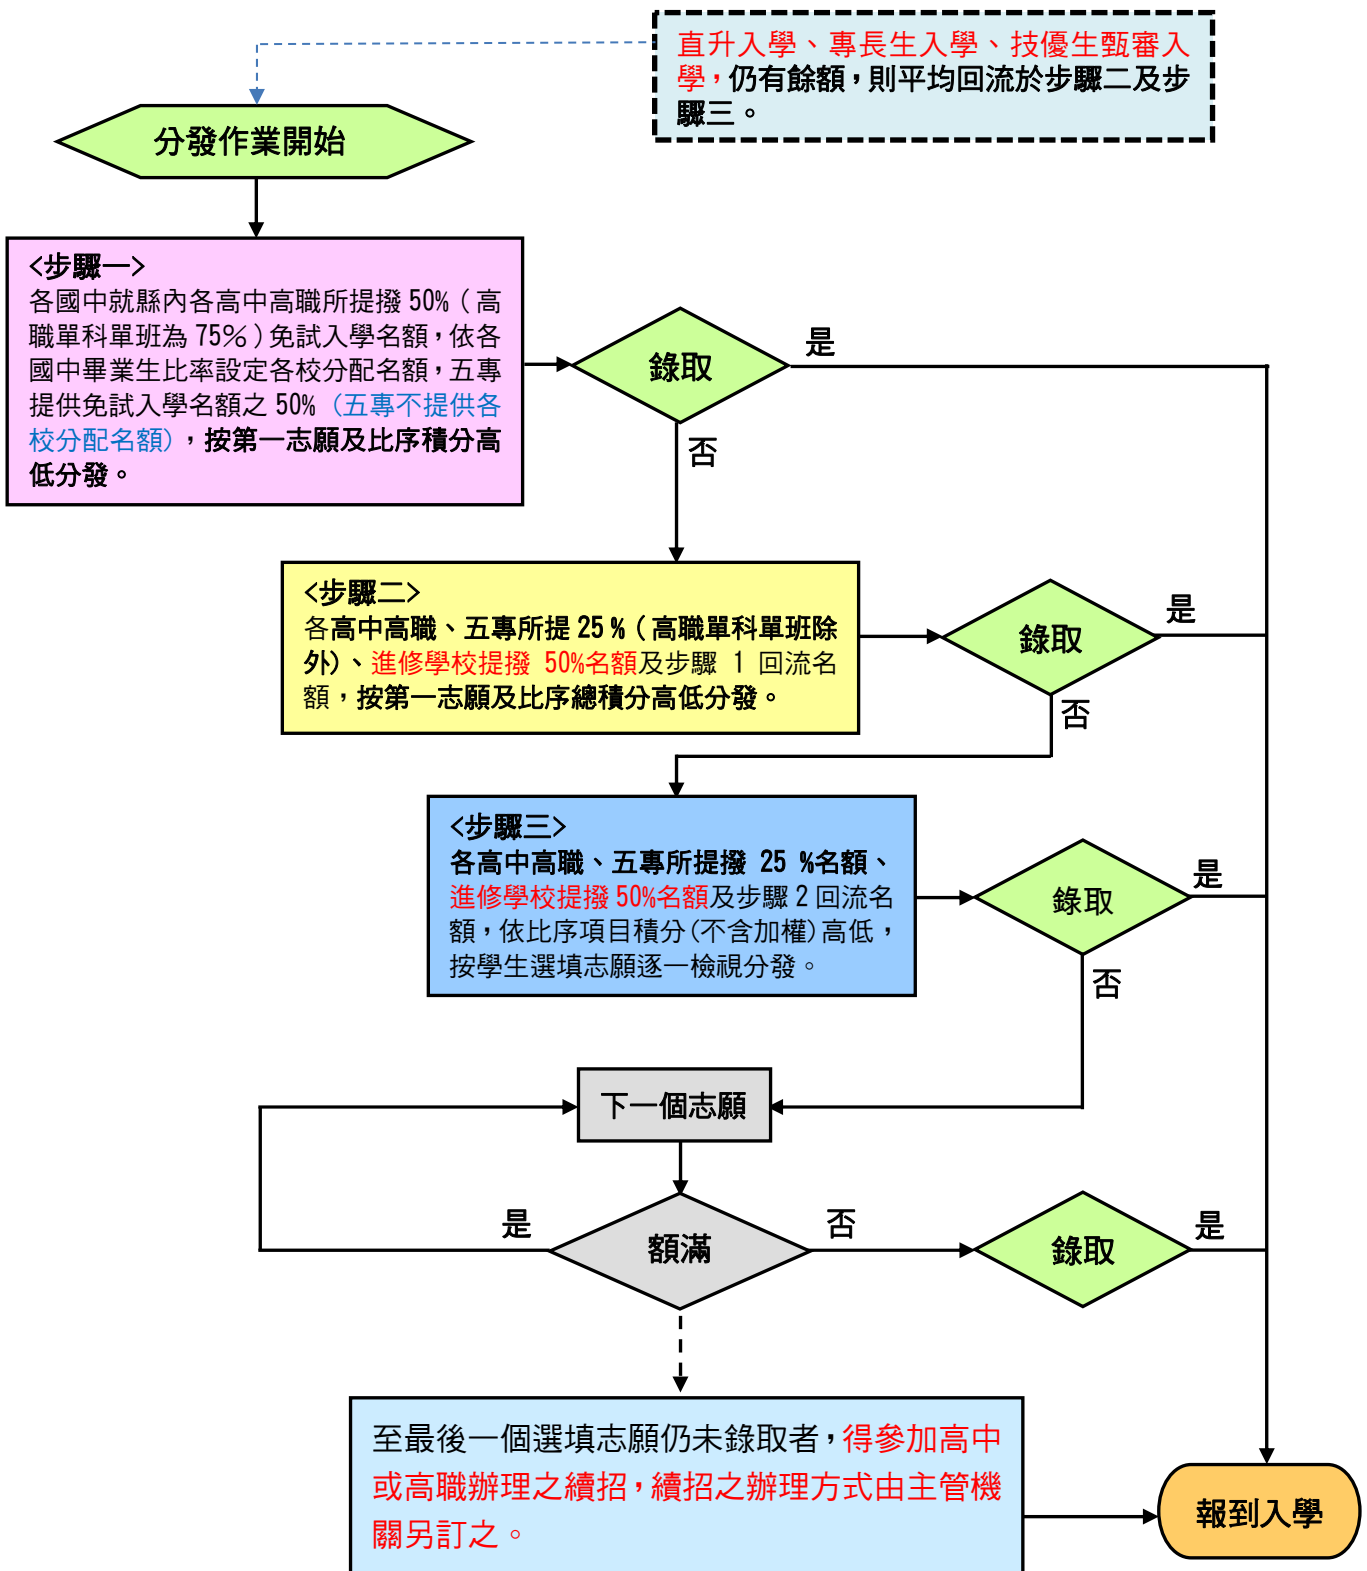 直升入學、專長生入學、技優生甄審入
學，仍有餘額，則平均回流於步驟二及步
驟三。
分發作業開始
<步驟一>
各國中就縣內各高中高職所提撥 50%（高
職單科單班為 75％）免試入學名額，依各
國中畢業生比率設定各校分配名額，五專
提供免試入學名額之 50%（五專不提供各
校分配名額），按第一志願及比序積分高
低分發。
錄取
是
否
<步驟二>
各高中高職、五專所提 25％（高職單科單班除
外）、進修學校提撥 50%名額及步驟 1 回流名
額，按第一志願及比序總積分高低分發。
錄取
是
否
<步驟三>
各高中高職、五專所提撥 25 %名額、
進修學校提撥 50%名額及步驟 2 回流名
額，依比序項目積分(不含加權)高低，
按學生選填志願逐一檢視分發。
錄取
是
否
下一個志願
額滿
是
否
錄取
是
至最後一個選填志願仍未錄取者，得參加高中
或高職辦理之續招，續招之辦理方式由主管機
關另訂之。
報到入學